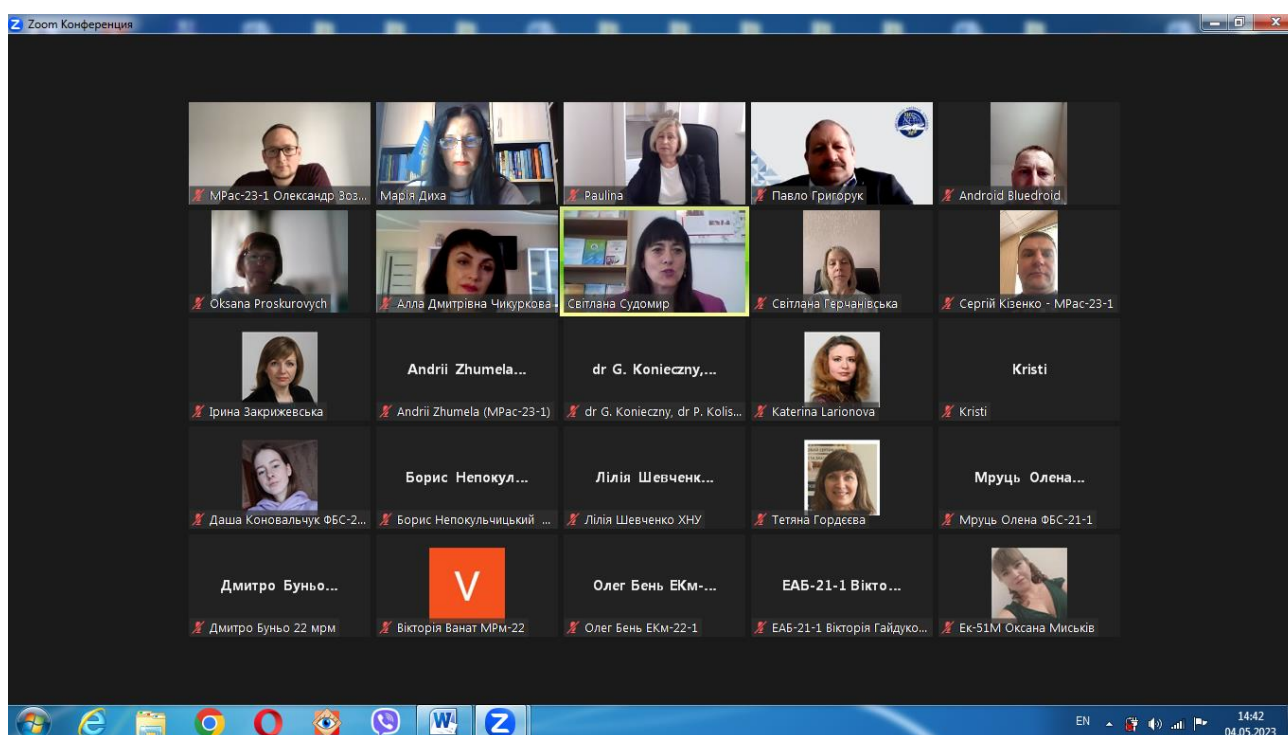 Zoom Конференция
МРас-23-1 Олександр Воз...
Марія Диха
Paulina
Павло Григорук
Android Bluedroid
Oksana Proskurovych
Алла Дмитрівна Чикуркова
Світлана Судомир
Світлана Герчанівська
Сергій Кізенко - МРас-23-1
Ірина Закрижевська
Andrii Zhumela...
Andrii Zhumela (МРас-23-1)
dr G. Konieczny,...
dr G. Konieczny, dr P. Kolis...
Katerina Larionova
Kristi
Kristi
Даша Коновальчук ФБС-2...
Борис Непокул...
Борис Непокульчицький ...
Лілія Шевченк...
Лілія Шевченко ХНУ
Тетяна Гордєєва
Мруць Олена...
Мруць Олена ФБС-21-1
Дмитро Буньо...
Дмитро Буньо 22 мрм
V
Вікторія Ванат МРм-22
Олег Бень ЕКм-...
Олег Бень ЕКм-22-1
ЕАБ-21-1 Вікто...
ЕАБ-21-1 Вікторія Гайдуко...
Ек-51М Оксана Миськів
EN
14:42
04.05.2023